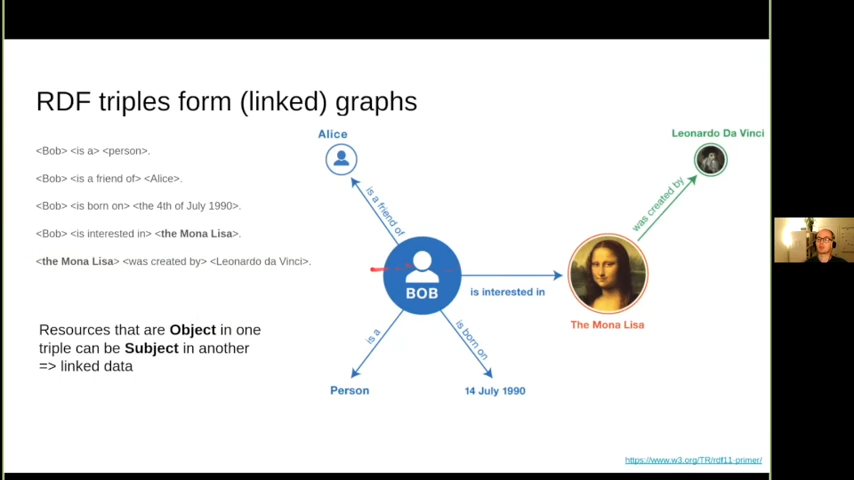 RDF triples form (linked) graphs
<Bob> <is a> <person>.
<Bob> <is a friend of> <Alice>.
<Bob> <is born on> <the 4th of July 1990>.
<Bob> <is interested in> <the Mona Lisa>.
<the Mona Lisa> <was created by> <Leonardo da Vinci>.
Resources that are Object in one
triple can be Subject in another
=> linked data
Alice
Leonardo Da Vinci
is a friend of
was created by
BOB
is interested in
The Mona Lisa
is a
is born on
Person
14 July 1990
https://www.w3.org/TR/rdf11-primer/